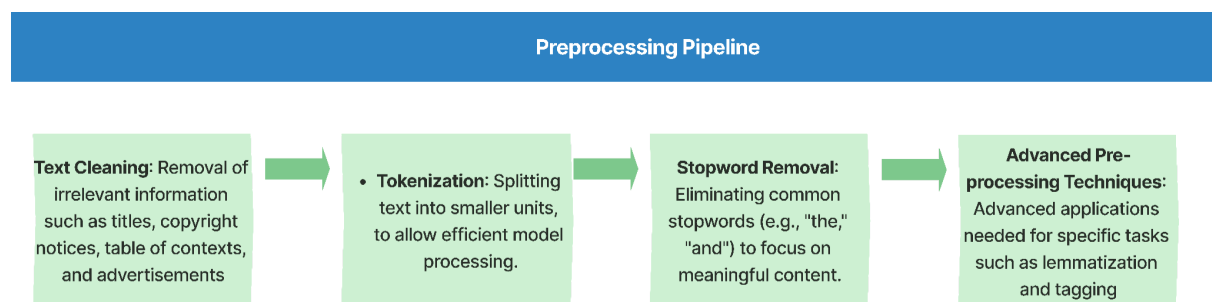 Preprocessing Pipeline
Text Cleaning: Removal of
irrelevant information
such as titles, copyright
notices, table of contexts,
and advertisements
• Tokenization: Splitting
text into smaller units,
to allow efficient model
processing.
Stopword Removal:
Eliminating common
stopwords (e.g., "the,"
"and") to focus on
meaningful content.
Advanced Pre-
processing Techniques:
Advanced applications
needed for specific tasks
such as lemmatization
and tagging